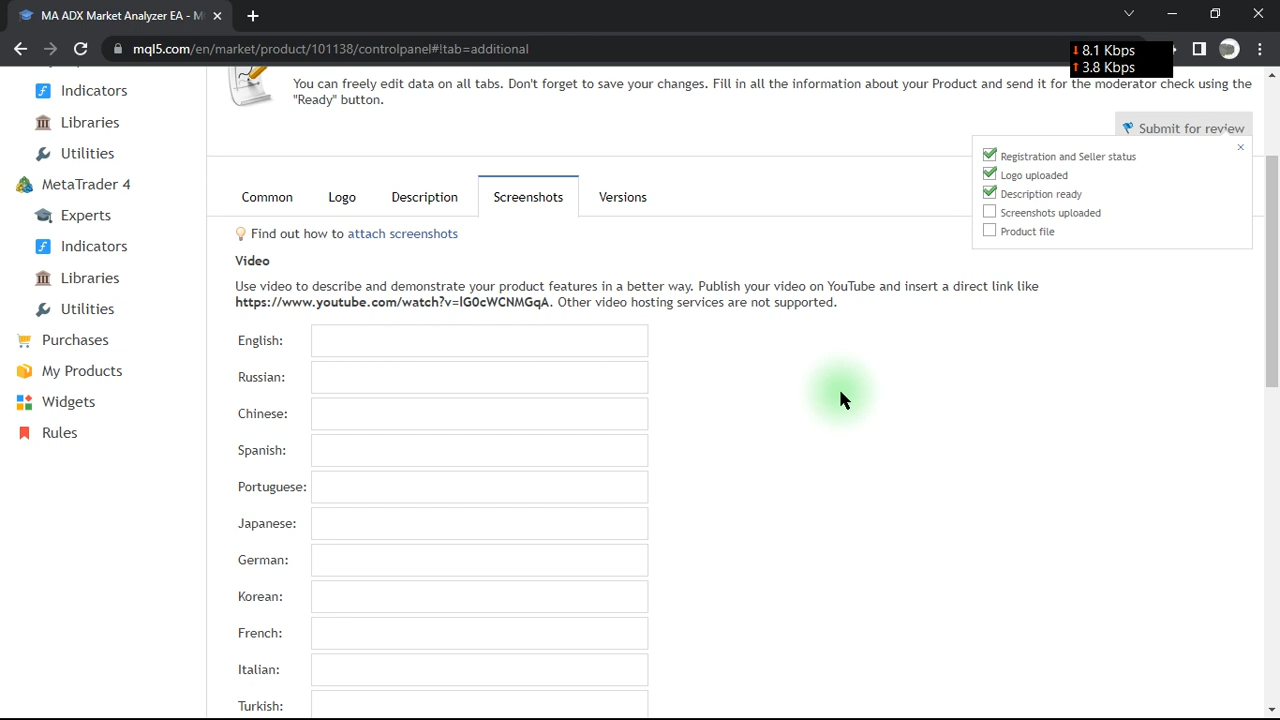 MA ADX Market Analyzer EA - M
mql5.com/en/market/product/101138/controlpanel#!tab=additional
8.1 Kbps
3.8 Kbps
Indicators
Libraries
Utilities
MetaTrader 4
Experts
Indicators
Libraries
Utilities
Purchases
My Products
Widgets
Rules
You can freely edit data on all tabs. Don't forget to save your changes. Fill in all the information about your Product and send it for the moderator check using the
"Ready" button.
Submit for review
Registration and Seller status
Logo uploaded
Description ready
Screenshots uploaded
Product file
Common Logo Description Screenshots Versions
Find out how to attach screenshots
Video
Use video to describe and demonstrate your product features in a better way. Publish your video on YouTube and insert a direct link like
https://www.youtube.com/watch?v=IG0cWCNMGqA. Other video hosting services are not supported.
English:
Russian:
Chinese:
Spanish:
Portuguese:
Japanese:
German:
Korean:
French:
Italian:
Turkish: